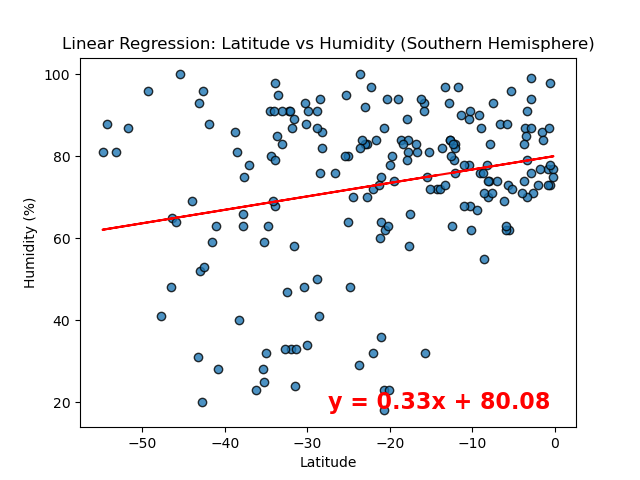 Linear Regression: Latitude vs Humidity (Southern Hemisphere)
100
80
60
40
20
Humidity (%)
y = 0.33x + 80.08
−50
−40
−30
−20
−10
0
Latitude